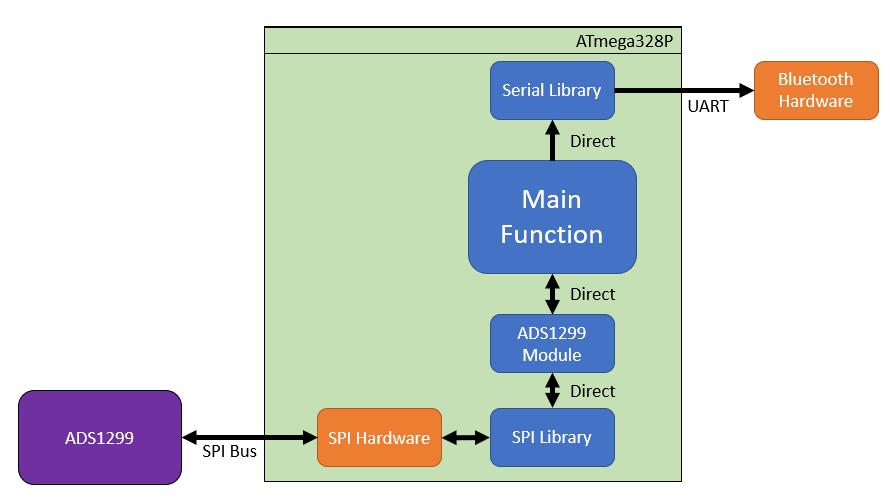 ATmega328P
Serial Library
Bluetooth
Hardware
UART
Direct
Main
Function
Direct
ADS1299
Module
Direct
ADS1299
SPI Bus
SPI Hardware
SPI Library